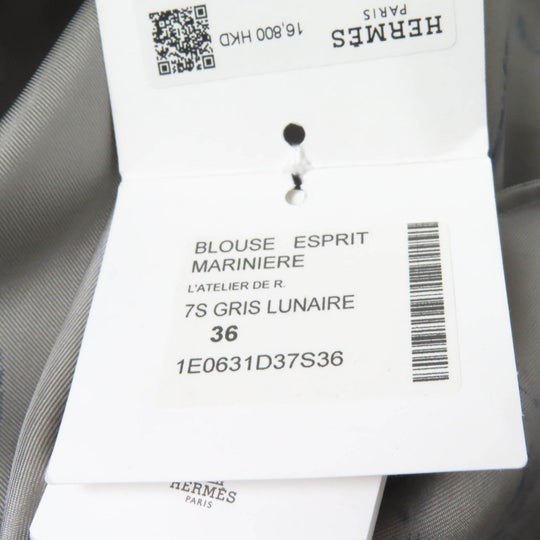 HERMÈS
PARIS
16,800 HKD
BLOUSE ESPRIT
MARINIERE
L'ATELIER DE R.
7S GRIS LUNAIRE
36
1E0631D37S36
HERMÈS
PARIS